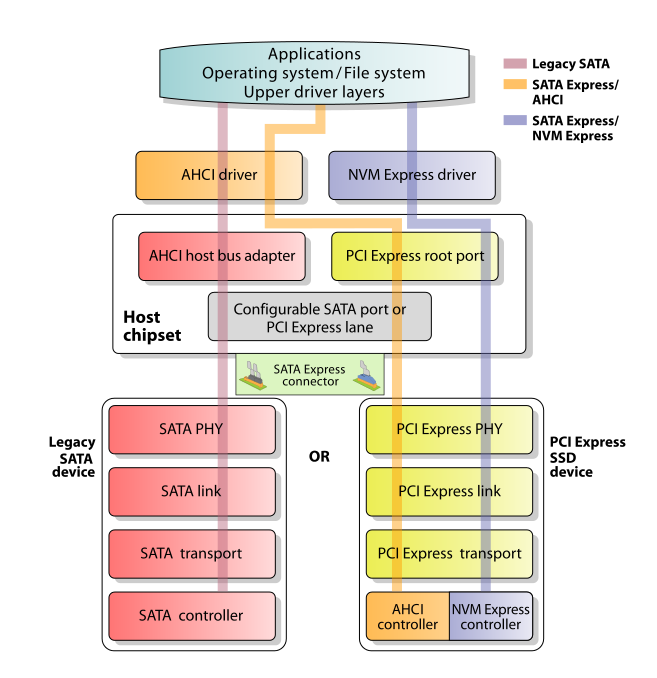 Applications
Operating system/File system
Upper driver layers
Legacy SATA
SATA Express/
AHCI
SATA Express/
NVM Express
AHCI driver
NVM Express driver
AHCI host bus adapter
PCI Express root port
Host
chipset
Configurable SATA port or
PCI Express lane
SATA Express
connector
Legacy
SATA
device
SATA PHY
SATA link
SATA transport
SATA controller
OR
PCI Express PHY
PCI Express link
PCI Express transport
AHCI
controller
NVM Express
controller
PCI Express
SSD
device